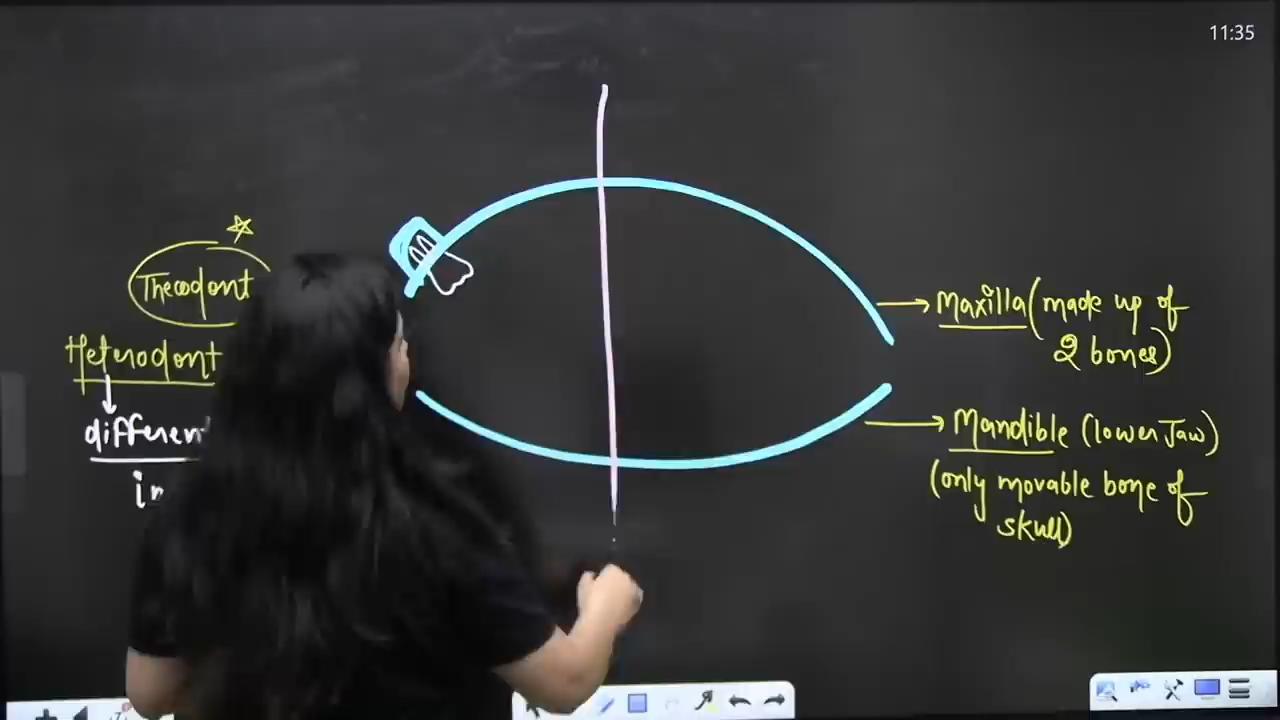 11:35
Thecodont
Heterodont
different
in
Maxilla (made up of
2 bones)
Mandible (lower Jaw)
(only movable bone of
skull)